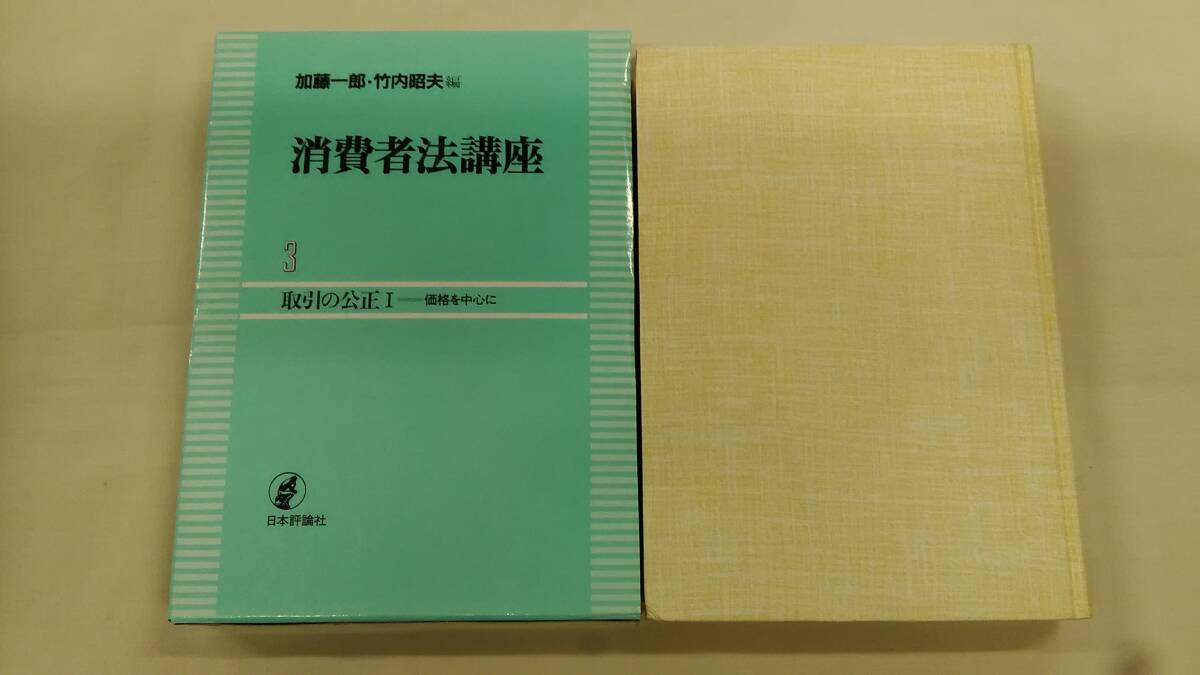 加藤一郎・竹内昭夫編
消費者法講座
3
取引の公正Ⅰ——価格を中心に
日本評論社